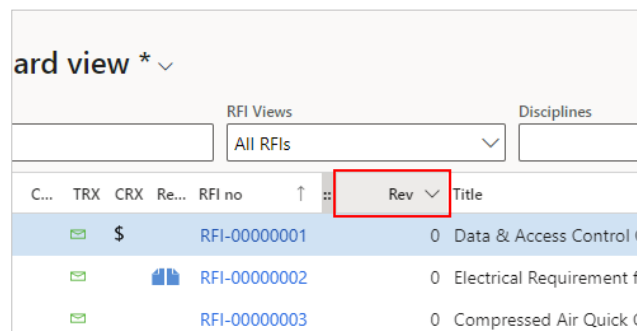 ard view *
RFI Views Disciplines
All RFIs
C... TRX CRX Re... RFI no Rev Title
$ RFI-00000001 0 Data & Access Control
RFI-00000002 0 Electrical Requirement
RFI-00000003 0 Compressed Air Quick